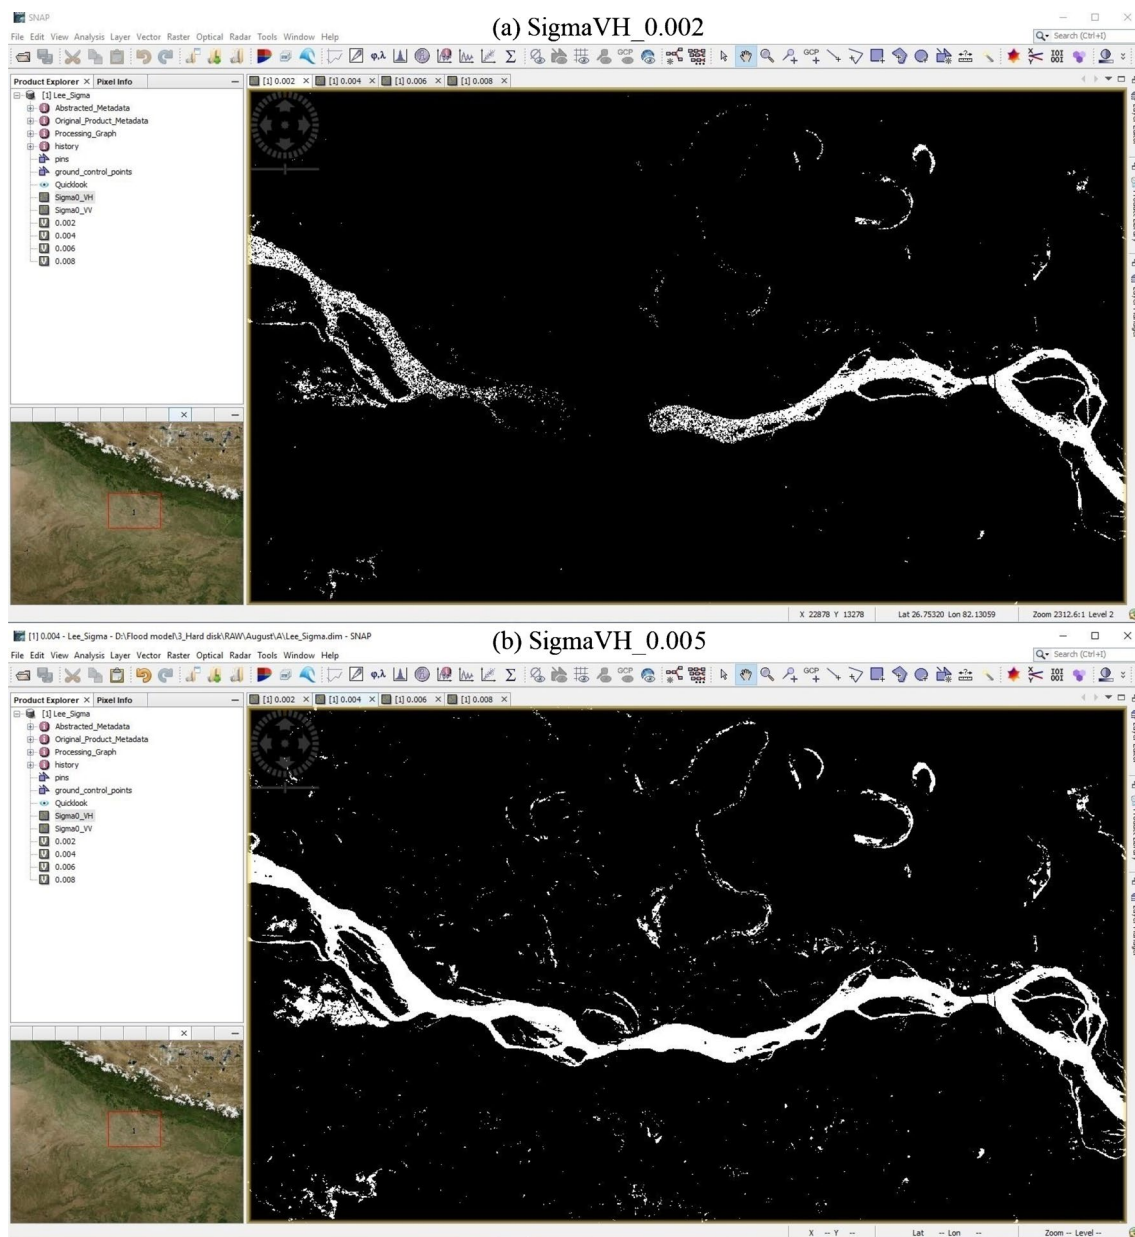 SNAP
(a) SigmaVH_0.002
File Edit View Analysis Layer Vector Raster Optical Radar Tools Window Help
Search (Ctrl+I)
φ,λ GCP Σ GCP GCP
Product Explorer Pixel Info
[1] 0.002 [1] 0.004 [1] 0.006 [1] 0.008
[1] Lee_Sigma
Abstracted_Metadata
Original_Product_Metadata
Processing_Graph
history
pins
ground_control_points
Quicklook
Sigma0_VH
Sigma0_VV
0.002
0.004
0.006
0.008
1
X 22878 Y 13278 Lat 26.75320 Lon 82.13059 Zoom 2312.6:1 Level 2
[1] 0.004 - Lee_Sigma - D:\Flood model\3_Hard disk\RAW\August\A\Lee_Sigma.dim - SNAP
(b) SigmaVH_0.005
File Edit View Analysis Layer Vector Raster Optical Radar Tools Window Help
Search (Ctrl+I)
φ,λ Σ GCP GCP
Product Explorer Pixel Info
[1] 0.002 [1] 0.004 [1] 0.006 [1] 0.008
[1] Lee_Sigma
Abstracted_Metadata
Original_Product_Metadata
Processing_Graph
history
pins
ground_control_points
Quicklook
Sigma0_VH
Sigma0_VV
0.002
0.004
0.006
0.008
1
X -- Y -- Lat -- Lon -- Zoom -- Level --